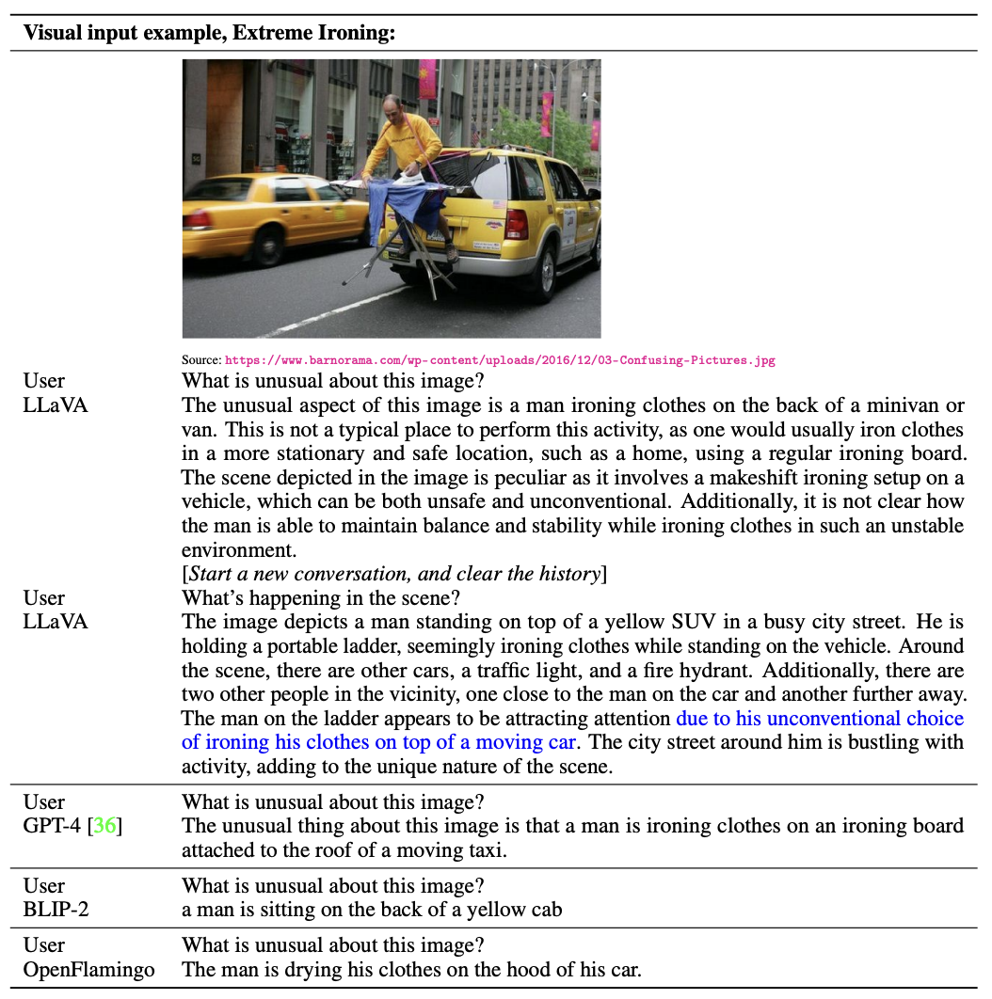 Visual input example, Extreme Ironing:
Source: https://www.barnorama.com/wp-content/uploads/2016/12/03-Confusing-Pictures.jpg
User What is unusual about this image?
LLaVA The unusual aspect of this image is a man ironing clothes on the back of a minivan or
van. This is not a typical place to perform this activity, as one would usually iron clothes
in a more stationary and safe location, such as a home, using a regular ironing board.
The scene depicted in the image is peculiar as it involves a makeshift ironing setup on a
vehicle, which can be both unsafe and unconventional. Additionally, it is not clear how
the man is able to maintain balance and stability while ironing clothes in such an unstable
environment.
[Start a new conversation, and clear the history]
User What's happening in the scene?
LLaVA The image depicts a man standing on top of a yellow SUV in a busy city street. He is
holding a portable ladder, seemingly ironing clothes while standing on the vehicle. Around
the scene, there are other cars, a traffic light, and a fire hydrant. Additionally, there are
two other people in the vicinity, one close to the man on the car and another further away.
The man on the ladder appears to be attracting attention due to his unconventional choice
of ironing his clothes on top of a moving car. The city street around him is bustling with
activity, adding to the unique nature of the scene.
User What is unusual about this image?
GPT-4 [36] The unusual thing about this image is that a man is ironing clothes on an ironing board
attached to the roof of a moving taxi.
User What is unusual about this image?
BLIP-2 a man is sitting on the back of a yellow cab
User What is unusual about this image?
OpenFlamingo The man is drying his clothes on the hood of his car.